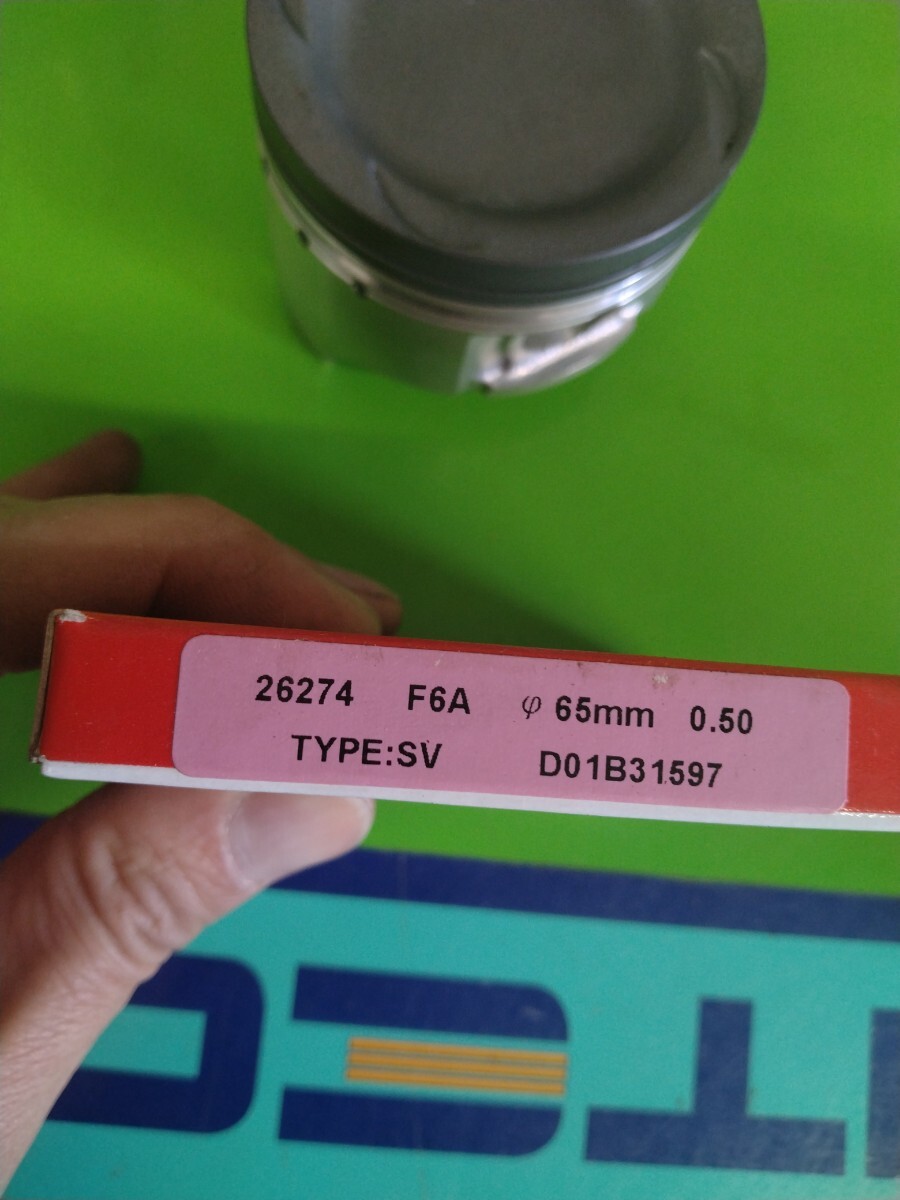 26274 F6A φ 65mm 0.50
TYPE:SV D01B31597